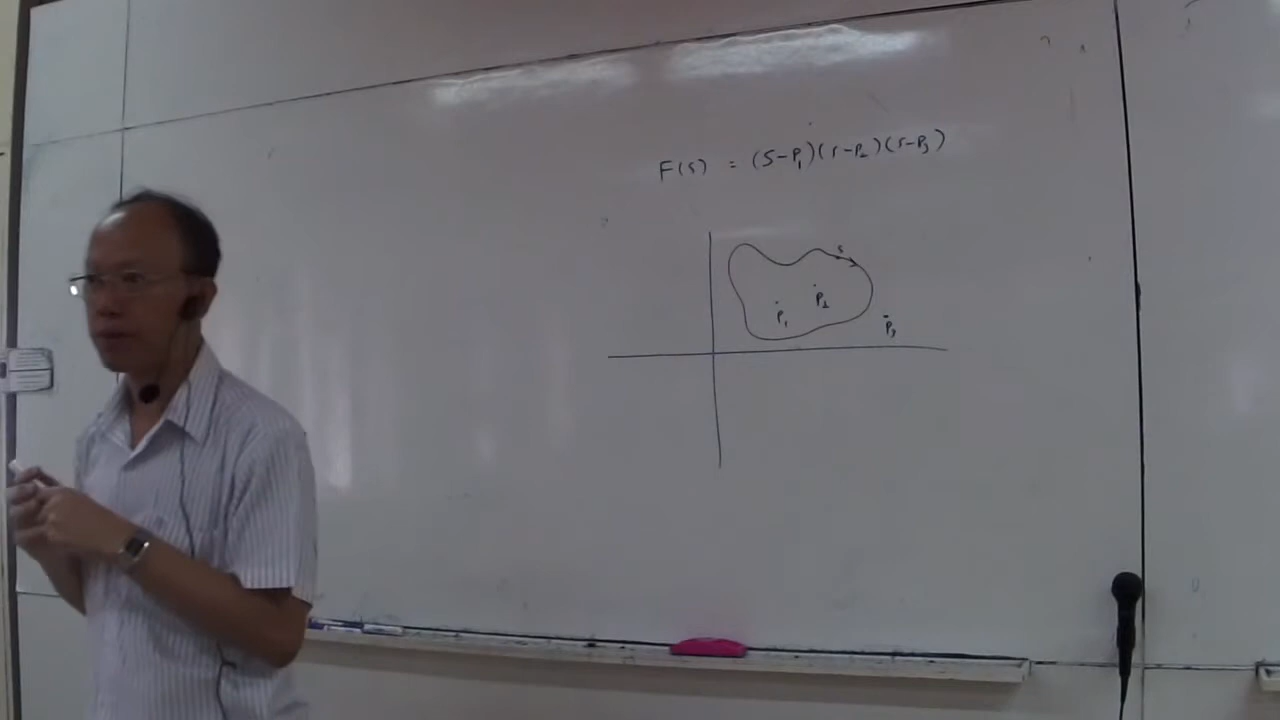 F(s) = (s-P₁)(s-P₂)(s-P₃)
s
P₂
P₁
P₃